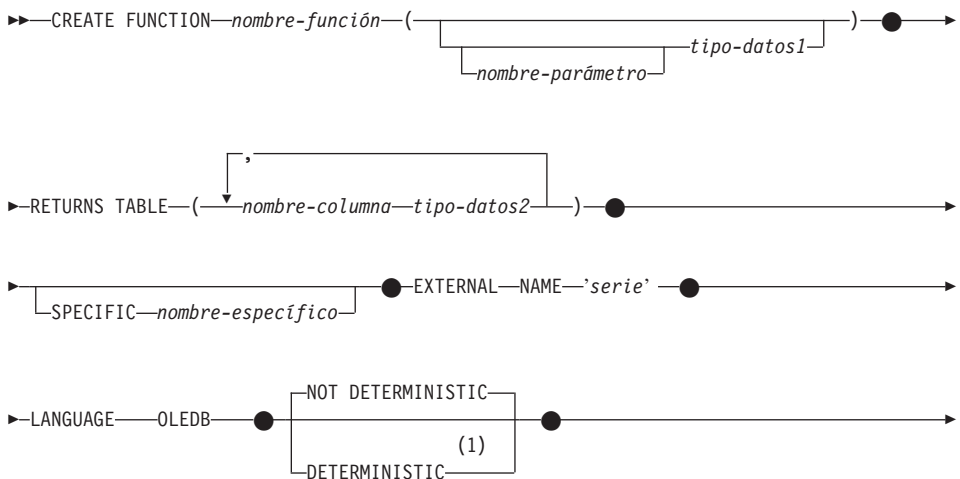 CREATE FUNCTION nombre-función ( )
nombre-parámetro tipo-datos1
,
RETURNS TABLE ( nombre-columna tipo-datos2 )
SPECIFIC nombre-específico EXTERNAL NAME ’serie’
NOT DETERMINISTIC
LANGUAGE OLEDB
(1)
DETERMINISTIC